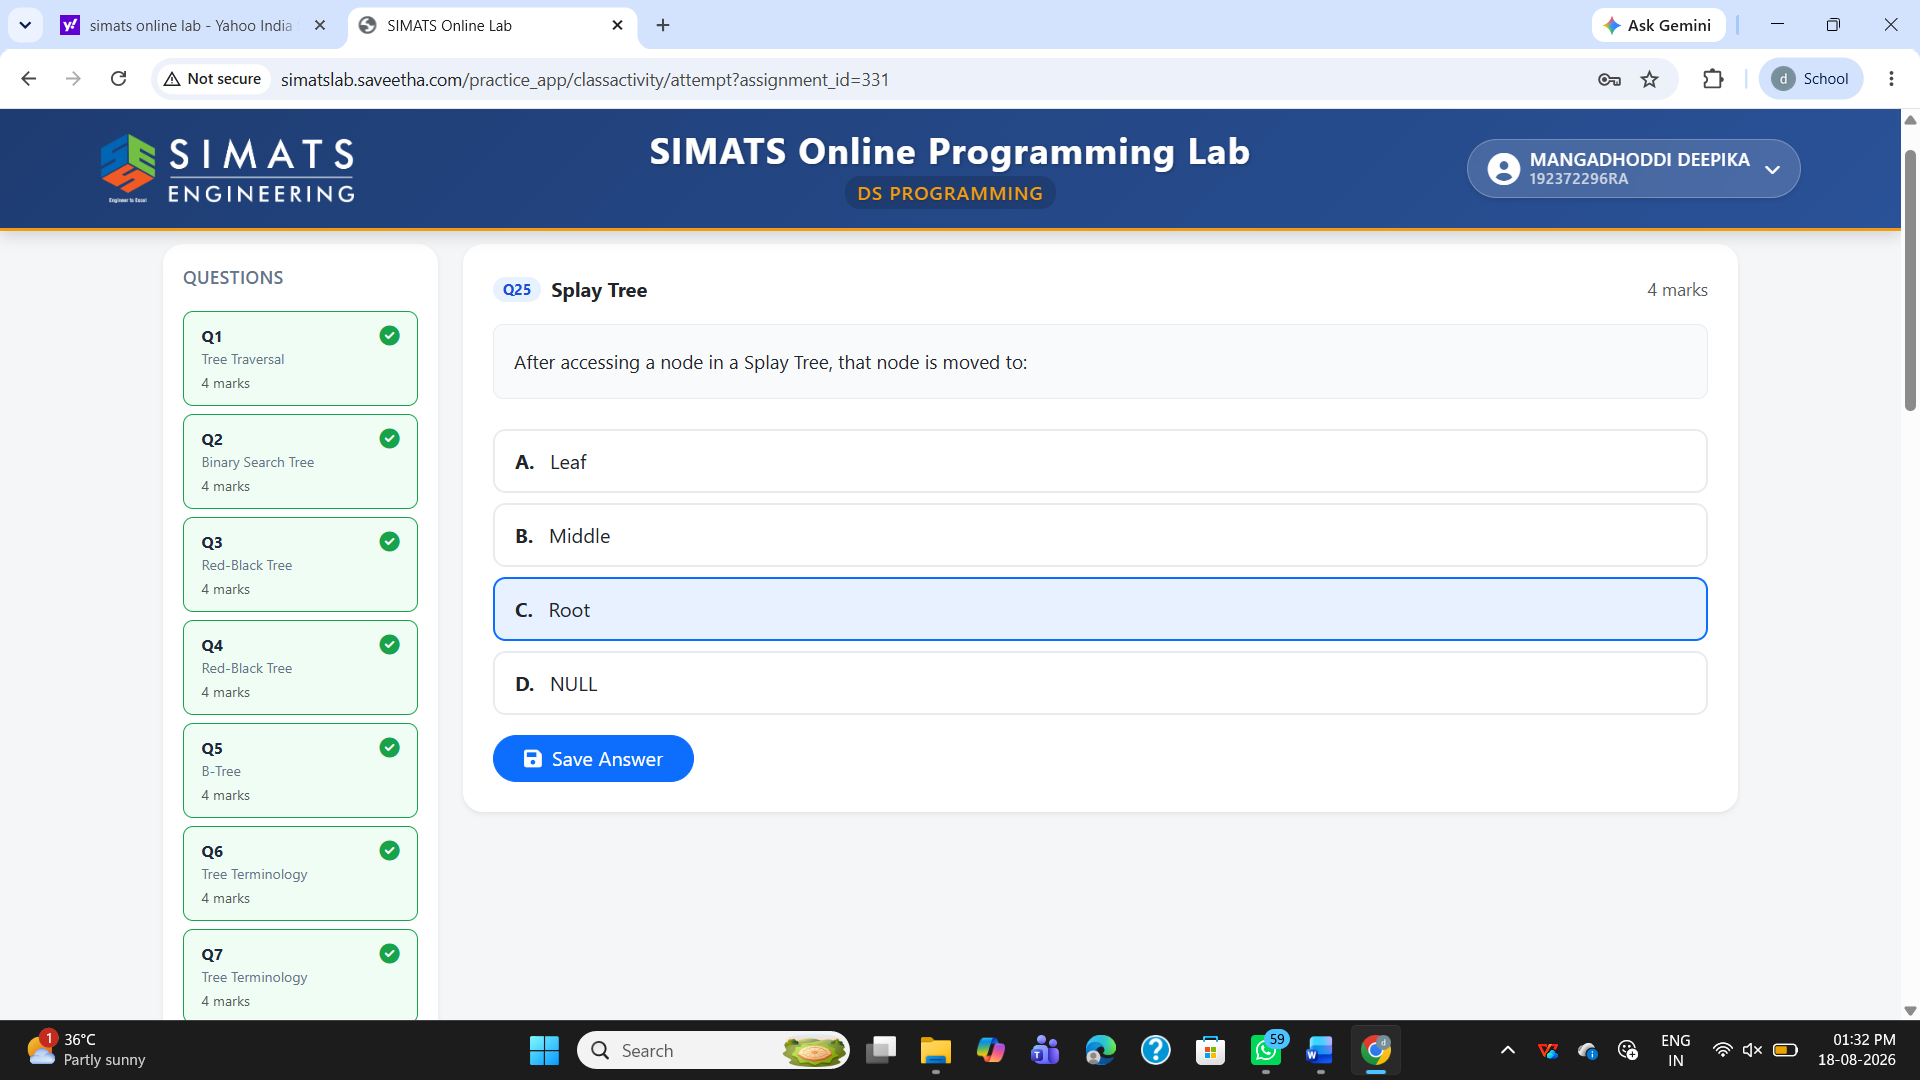 simats online lab - Yahoo India
SIMATS Online Lab
Ask Gemini
Not secure
simatslab.saveetha.com/practice_app/classactivity/attempt?assignment_id=331
d
School
SIMATS
ENGINEERING
Engineer to Excel
SIMATS Online Programming Lab
DS PROGRAMMING
MANGADHODDI DEEPIKA
192372296RA
QUESTIONS
Q1
Tree Traversal
4 marks
Q2
Binary Search Tree
4 marks
Q3
Red-Black Tree
4 marks
Q4
Red-Black Tree
4 marks
Q5
B-Tree
4 marks
Q6
Tree Terminology
4 marks
Q7
Tree Terminology
4 marks
Q25 Splay Tree
4 marks
After accessing a node in a Splay Tree, that node is moved to:
A. Leaf
B. Middle
C. Root
D. NULL
Save Answer
1
36°C
Partly sunny
Search
59
ENG
IN
01:32 PM
18-08-2026